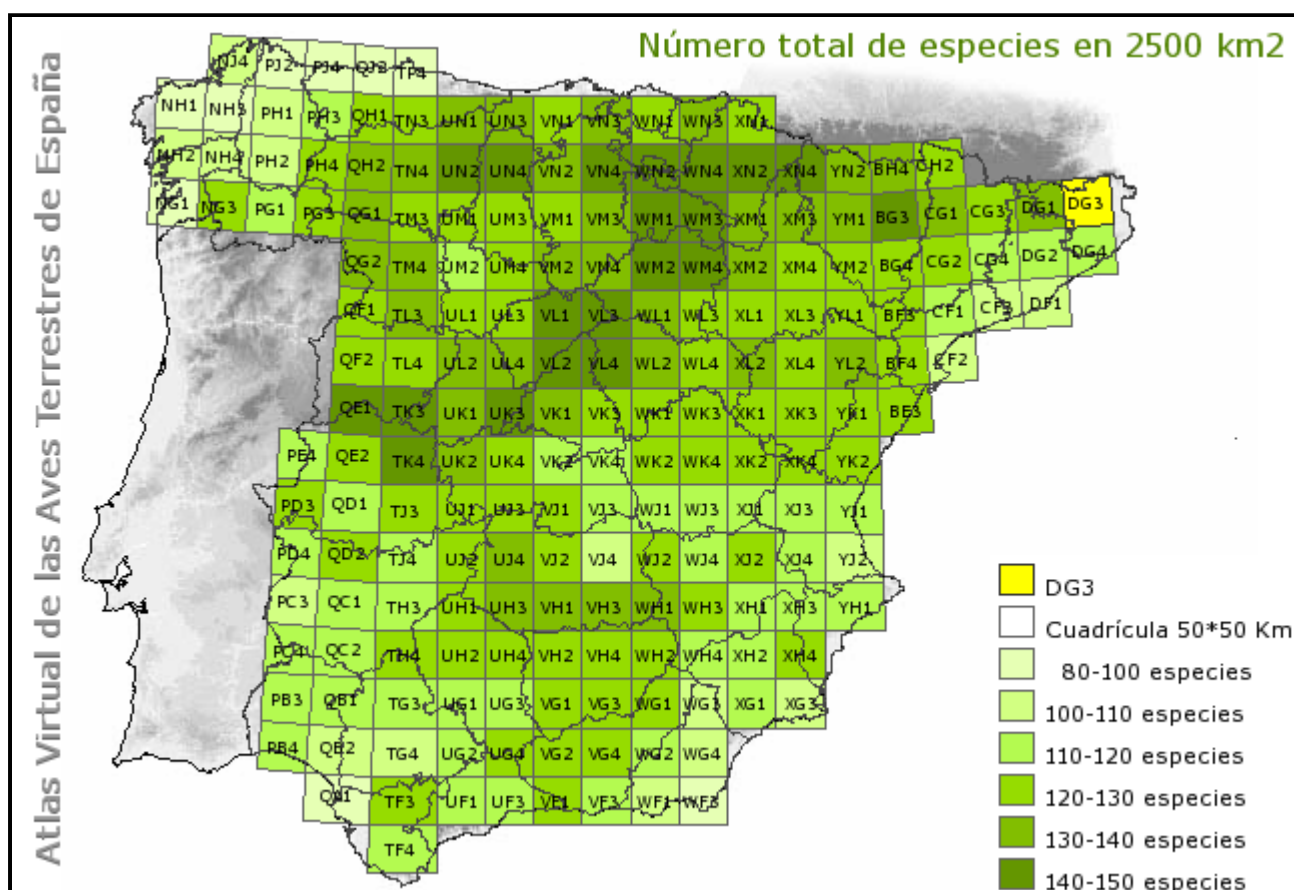 Número total de especies en 2500 km2
Atlas Virtual de las Aves Terrestres de España
NJ4 PJ2 PJ4 QJ2 TP4
NH1 NH3 PH1 PH3 QH1 TN3 UN1 UN3 VN1 VN3 WN1 WN3 XN1
NH2 NH4 PH2 PH4 QH2 TN4 UN2 UN4 VN2 VN4 WN2 WN4 XN2 XN4 YN2 BH4 CH2
NG1 NG3 PG1 PG3 QG1 TM3 UM1 UM3 VM1 VM3 WM1 WM3 XM1 XM3 YM1 BG3 CG1 CG3 DG1 DG3
QG2 TM4 UM2 UM4 VM2 VN4 WM2 WM4 XM2 XM4 YM2 BG4 CG2 CG4 DG2 DG4
QF1 TL3 UL1 UL3 VL1 VL3 WL1 WL3 XL1 XL3 YL1 BF3 CF1 CF3 DF1
QF2 TL4 UL2 UL4 VL2 VL4 WL2 WL4 XL2 XL4 YL2 BF4 CF2
QE1 TK3 UK1 UK3 VK1 VK3 WK1 WK3 XK1 XK3 YK1 BE3
PE4 QE2 TK4 UK2 UK4 VK2 VK4 WK2 WK4 XK2 XK4 YK2
PD3 QD1 TJ3 UJ1 UJ3 VJ1 VJ3 WJ1 WJ3 XJ1 XJ3 YJ1
PD4 QD2 TJ4 UJ2 UJ4 VJ2 VJ4 WJ2 WJ4 XJ2 XJ4 YJ2
PC3 QC1 TH3 UH1 UH3 VH1 VH3 WH1 WH3 XH1 XH3 YH1
PC4 QC2 TH4 UH2 UH4 VH2 VH4 WH2 WH4 XH2 XH4
PB3 QB1 TG3 UG1 UG3 VG1 VG3 WG1 WG3 XG1 XG3
PB4 QB2 TG4 UG2 UG4 VG2 VG4 WG2 WG4
QA1 TF3 UF1 UF3 VF1 VF3 WF1 WF3
TF4
DG3
Cuadrícula 50*50 Km
80-100 especies
100-110 especies
110-120 especies
120-130 especies
130-140 especies
140-150 especies